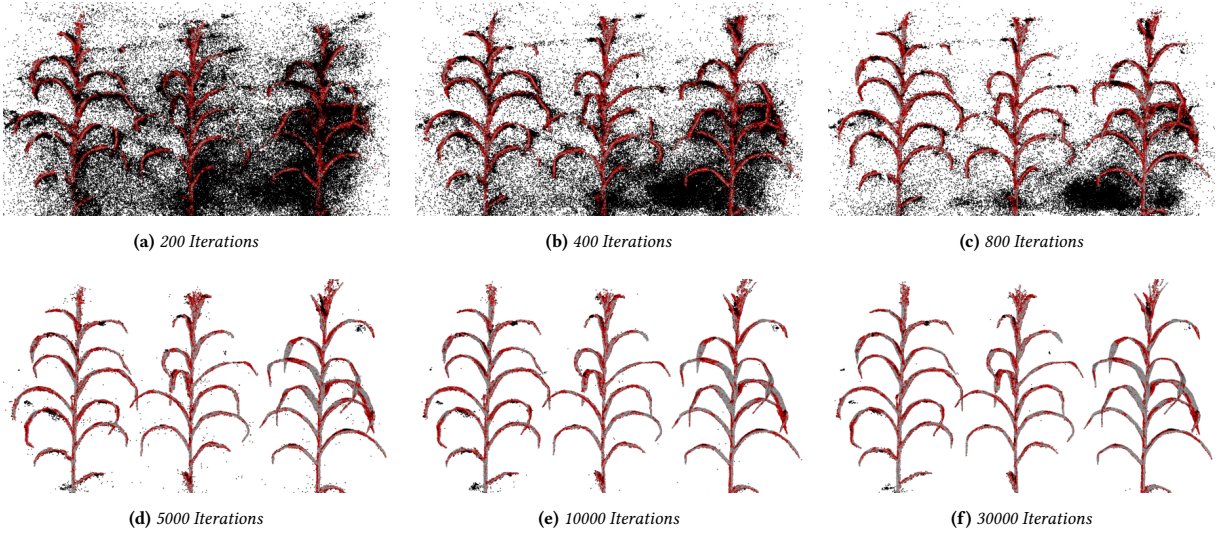 (a) 200 Iterations
(b) 400 Iterations
(c) 800 Iterations
(d) 5000 Iterations
(e) 10000 Iterations
(f) 30000 Iterations